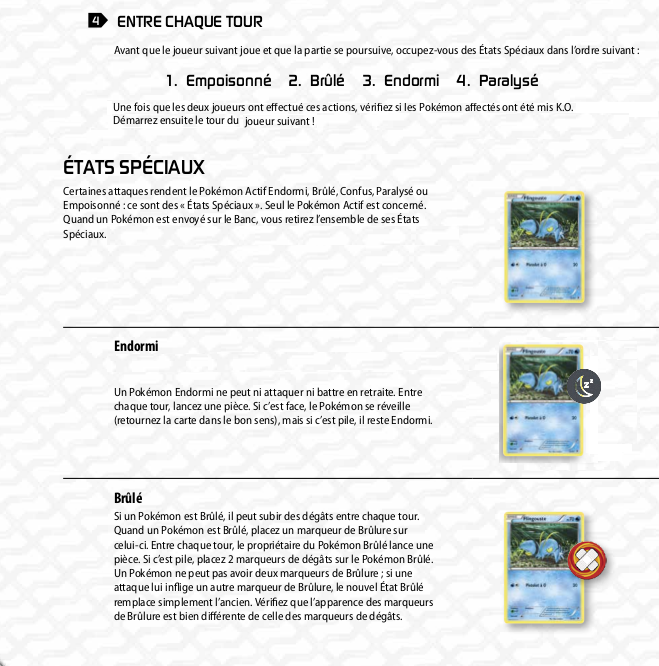 4 ENTRE CHAQUE TOUR
Avant que le joueur suivant joue et que la partie se poursuive, occupez-vous des États Spéciaux dans l'ordre suivant :
1. Empoisonné 2. Brûlé 3. Endormi 4. Paralysé
Une fois que les deux joueurs ont effectué ces actions, vérifiez si les Pokémon affectés ont été mis K.O.
Démarrez ensuite le tour du joueur suivant !
ÉTATS SPÉCIAUX
Certaines attaques rendent le Pokémon Actif Endormi, Brûlé, Confus, Paralysé ou
Empoisonné : ce sont des « États Spéciaux ». Seul le Pokémon Actif est concerné.
Quand un Pokémon est envoyé sur le Banc, vous retirez l'ensemble de ses États
Spéciaux.
Endormi
Un Pokémon Endormi ne peut ni attaquer ni battre en retraite. Entre
chaque tour, lancez une pièce. Si c'est face, le Pokémon se réveille
(retournez la carte dans le bon sens), mais si c'est pile, il reste Endormi.
Brûlé
Si un Pokémon est Brûlé, il peut subir des dégâts entre chaque tour.
Quand un Pokémon est Brûlé, placez un marqueur de Brûlure sur
celui-ci. Entre chaque tour, le propriétaire du Pokémon Brûlé lance une
pièce. Si c'est pile, placez 2 marqueurs de dégâts sur le Pokémon Brûlé.
Un Pokémon ne peut pas avoir deux marqueurs de Brûlure ; si une
attaque lui inflige un autre marqueur de Brûlure, le nouvel État Brûlé
remplace simplement l'ancien. Vérifiez que l'apparence des marqueurs
de Brûlure est bien différente de celle des marqueurs de dégâts.